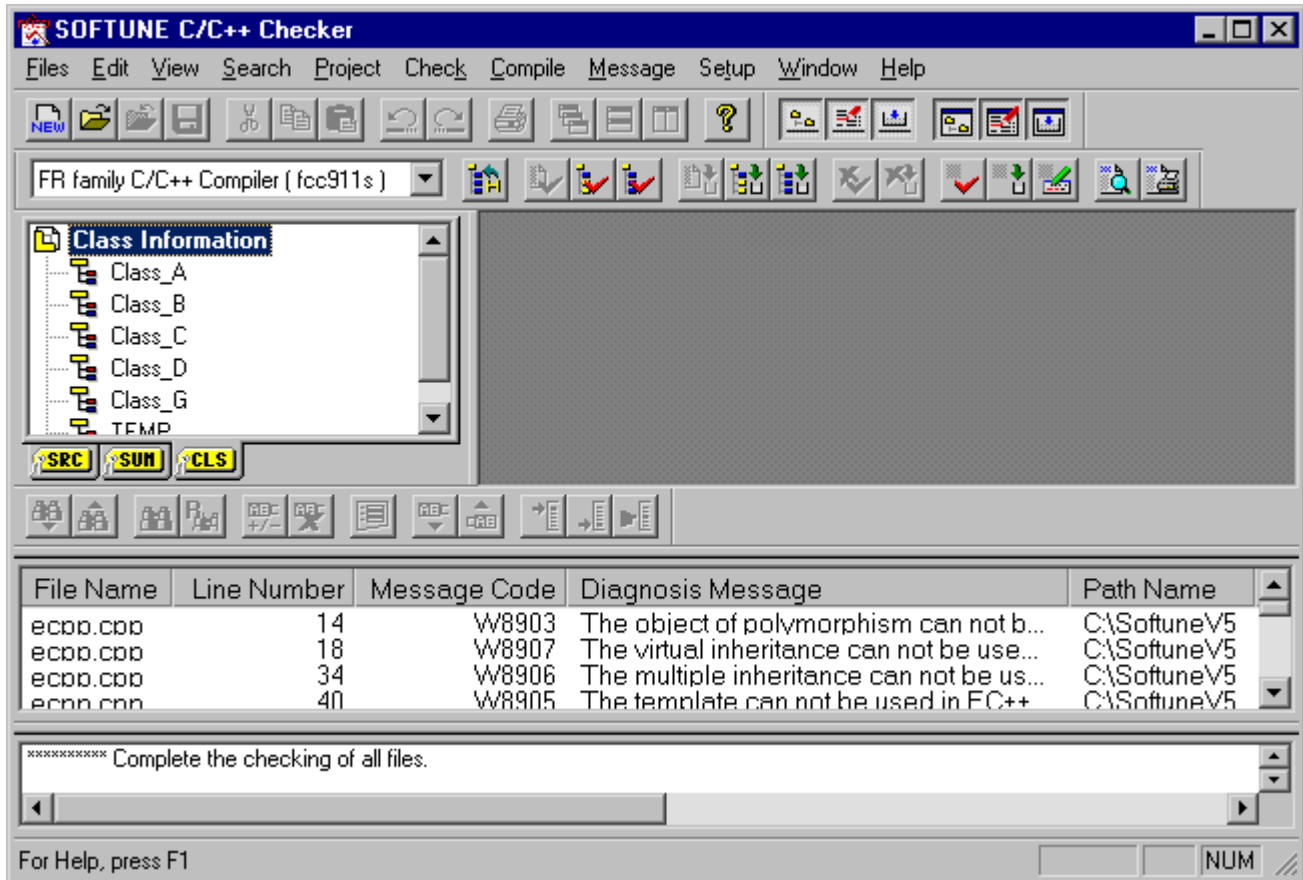 SOFTUNE C/C++ Checker
Files Edit View Search Project Check Compile Message Setup Window Help
NEW
FR family C/C++ Compiler ( fcc911s )
Class Information
Class_A
Class_B
Class_C
Class_D
Class_G
TEMP
SRC SUM CLS
File Name Line Number Message Code Diagnosis Message Path Name
ecpp.cpp 14 W8903 The object of polymorphism can not b... C:\SoftuneV5
ecpp.cpp 18 W8907 The virtual inheritance can not be use... C:\SoftuneV5
ecpp.cpp 34 W8906 The multiple inheritance can not be us... C:\SoftuneV5
ecpp.cpp 40 W8905 The template can not be used in EC++ C:\SoftuneV5
********** Complete the checking of all files.
For Help, press F1 NUM